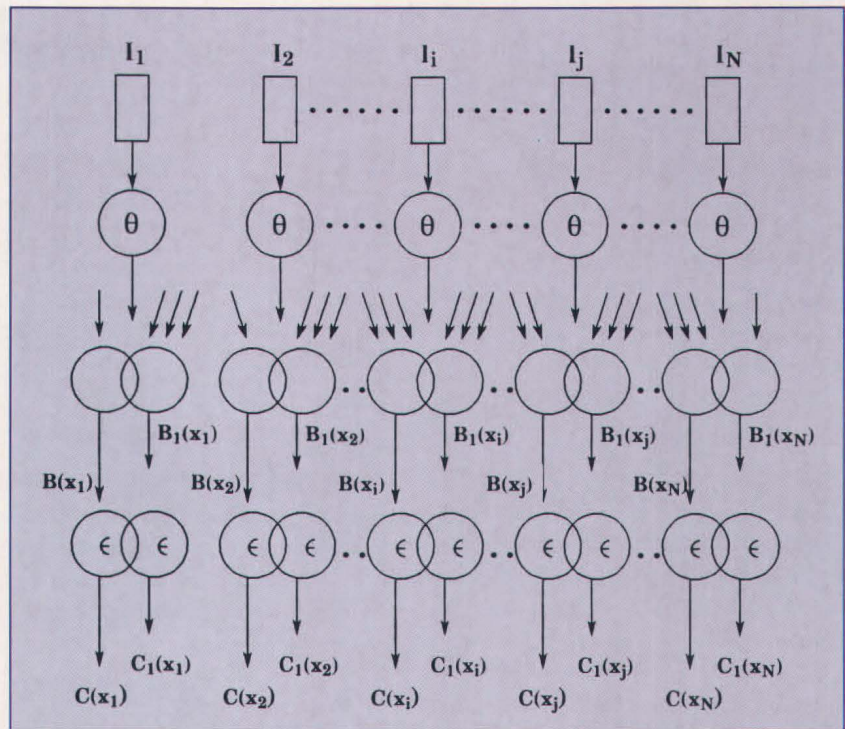 I₁ I₂ Iᵢ Iⱼ I_N
θ θ θ θ θ
B₁(x₁) B₁(x₂) B₁(xᵢ) B₁(xⱼ) B₁(x_N)
B(x₁) B(x₂) B(xᵢ) B(xⱼ) B(x_N)
ϵ ϵ ϵ ϵ ϵ ϵ ϵ ϵ ϵ ϵ
C₁(x₁) C₁(x₂) C₁(xᵢ) C₁(xⱼ) C₁(x_N)
C(x₁) C(x₂) C(xᵢ) C(xⱼ) C(x_N)